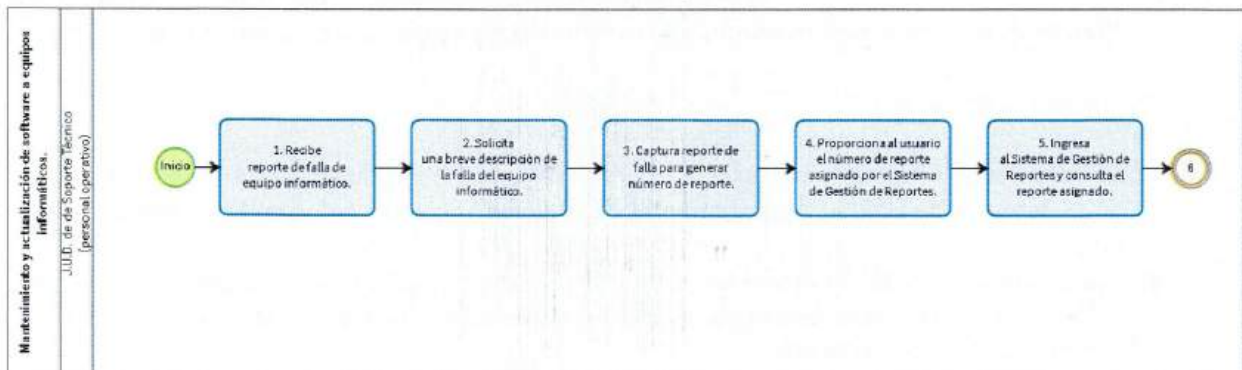 Mantenimiento y actualización de software a equipos
informáticos.
J.U.D. de de Soporte Técnico
(personal operativo)
Inicio
1. Recibe
reporte de falla de
equipo informático.
2. Solicita
una breve descripción de
la falla del equipo
informático.
3. Captura reporte de
falla para generar
número de reporte.
4. Proporciona al usuario
el número de reporte
asignado por el Sistema
de Gestión de Reportes.
5. Ingresa
al Sistema de Gestión de
Reportes y consulta el
reporte asignado.
6